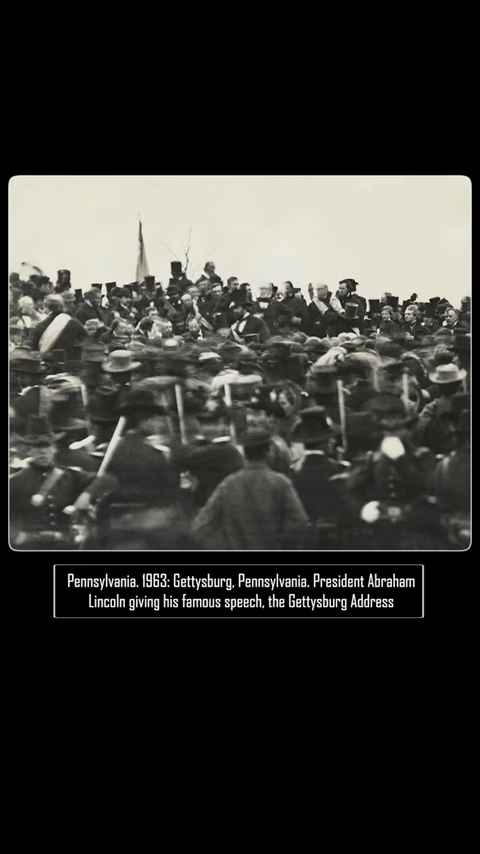 Pennsylvania. 1963: Gettysburg, Pennsylvania. President Abraham
Lincoln giving his famous speech, the Gettysburg Address